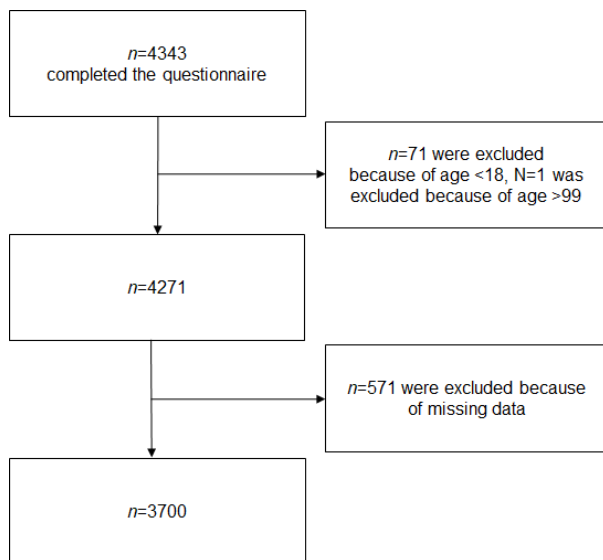 n=4343
completed the questionnaire
n=71 were excluded
because of age <18, N=1 was
excluded because of age >99
n=4271
n=571 were excluded because
of missing data
n=3700